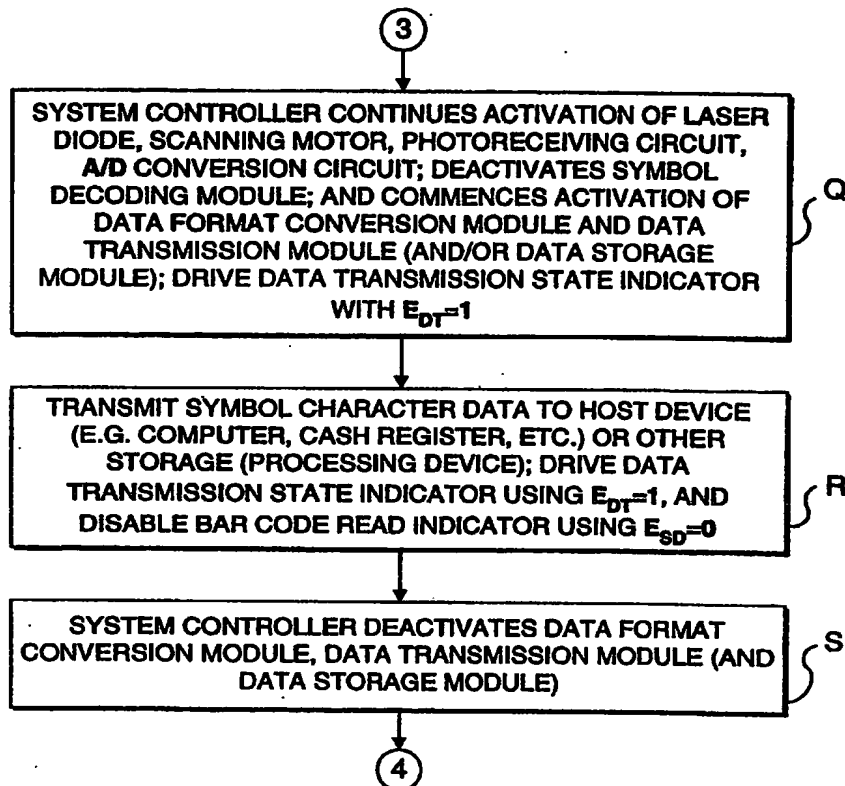 3
SYSTEM CONTROLLER CONTINUES ACTIVATION OF LASER
DIODE, SCANNING MOTOR, PHOTORECEIVING CIRCUIT,
A/D CONVERSION CIRCUIT; DEACTIVATES SYMBOL
DECODING MODULE; AND COMMENCES ACTIVATION OF
DATA FORMAT CONVERSION MODULE AND DATA
TRANSMISSION MODULE (AND/OR DATA STORAGE
MODULE); DRIVE DATA TRANSMISSION STATE INDICATOR
WITH E_DT=1
Q
TRANSMIT SYMBOL CHARACTER DATA TO HOST DEVICE
(E.G. COMPUTER, CASH REGISTER, ETC.) OR OTHER
STORAGE (PROCESSING DEVICE); DRIVE DATA
TRANSMISSION STATE INDICATOR USING E_DT=1, AND
DISABLE BAR CODE READ INDICATOR USING E_SD=0
R
SYSTEM CONTROLLER DEACTIVATES DATA FORMAT
CONVERSION MODULE, DATA TRANSMISSION MODULE (AND
DATA STORAGE MODULE)
S
4